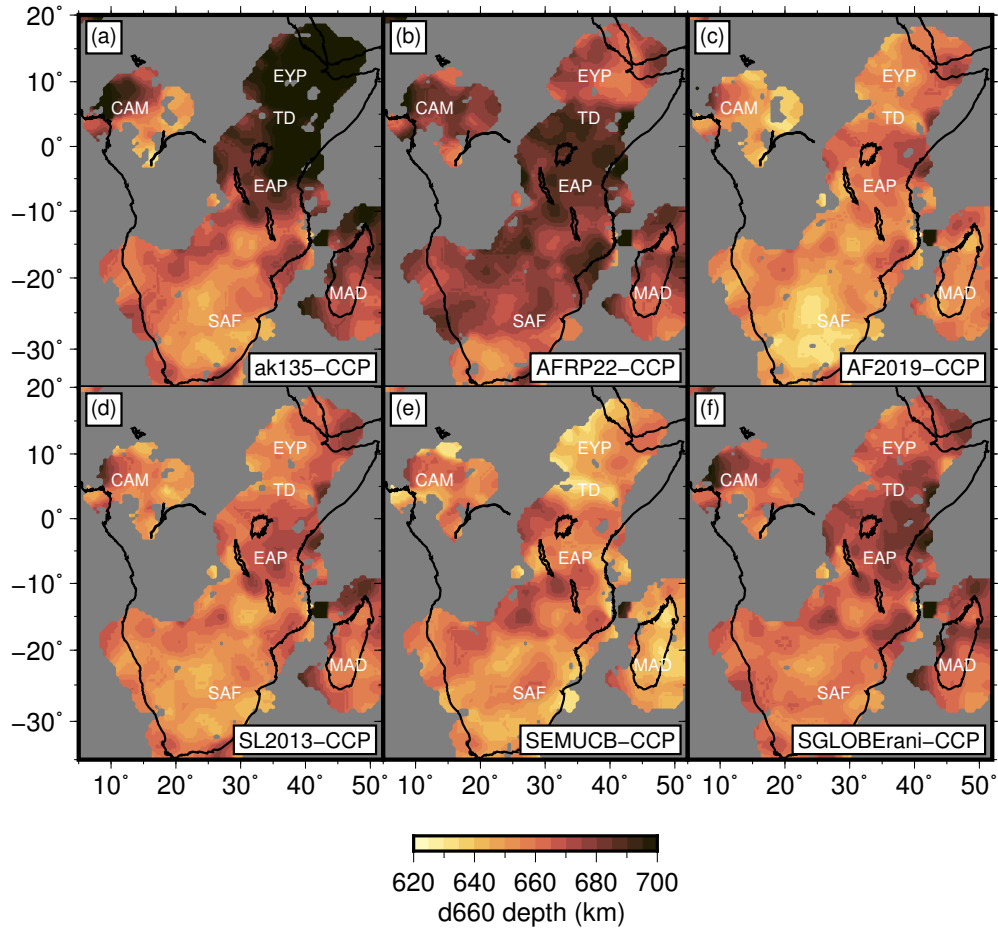 20˚
10˚
0˚
−10˚
−20˚
−30˚
(a)
EYP
CAM
TD
EAP
MAD
SAF
ak135−CCP
(b)
EYP
CAM
TD
EAP
MAD
SAF
AFRP22−CCP
(c)
EYP
CAM
TD
EAP
MAD
SAF
AF2019−CCP
20˚
10˚
0˚
−10˚
−20˚
−30˚
(d)
EYP
CAM
TD
EAP
MAD
SAF
SL2013−CCP
(e)
EYP
CAM
TD
EAP
MAD
SAF
SEMUCB−CCP
(f)
EYP
CAM
TD
EAP
MAD
SAF
SGLOBErani−CCP
10˚ 20˚ 30˚ 40˚ 50˚ 10˚ 20˚ 30˚ 40˚ 50˚ 10˚ 20˚ 30˚ 40˚ 50˚
620 640 660 680 700
d660 depth (km)